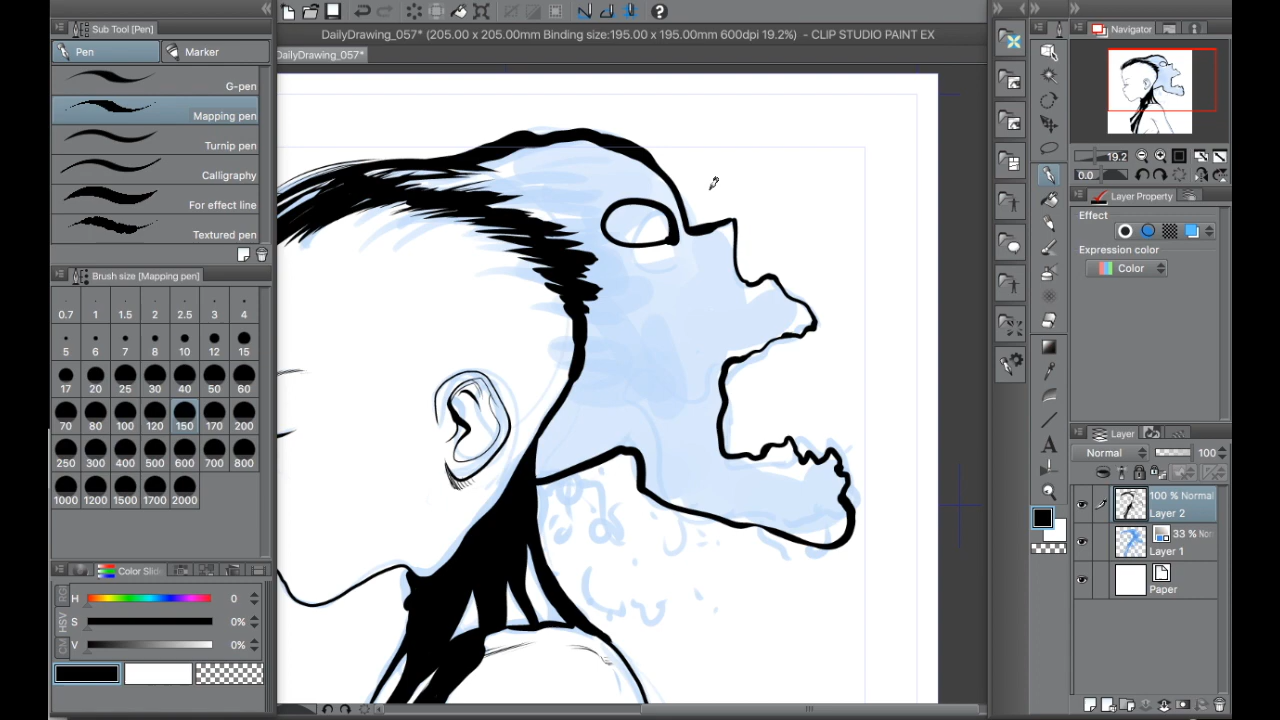 DailyDrawing_057* (205.00 x 205.00mm Binding size:195.00 x 195.00mm 600dpi 19.2%) - CLIP STUDIO PAINT EX
DailyDrawing_057*
Sub Tool [Pen]
Pen
Marker
G-pen
Mapping pen
Turnip pen
Calligraphy
For effect line
Textured pen
Brush size [Mapping pen]
0.7 1 1.5 2 2.5 3 4
5 6 7 8 10 12 15
17 20 25 30 40 50 60
70 80 100 120 150 170 200
250 300 400 500 600 700 800
1000 1200 1500 1700 2000
Color Slide
H 0
S 0%
V 0%
HSV
Navigator
19.2
0.0
Layer Property
Effect
Expression color
Color
Layer
Normal 100
100 % Normal
Layer 2
33 % No
Layer 1
Paper
A